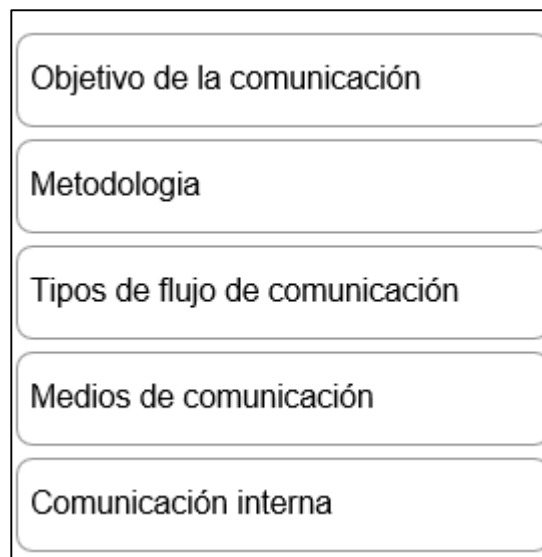 Objetivo de la comunicación
Metodologia
Tipos de flujo de comunicación
Medios de comunicación
Comunicación interna